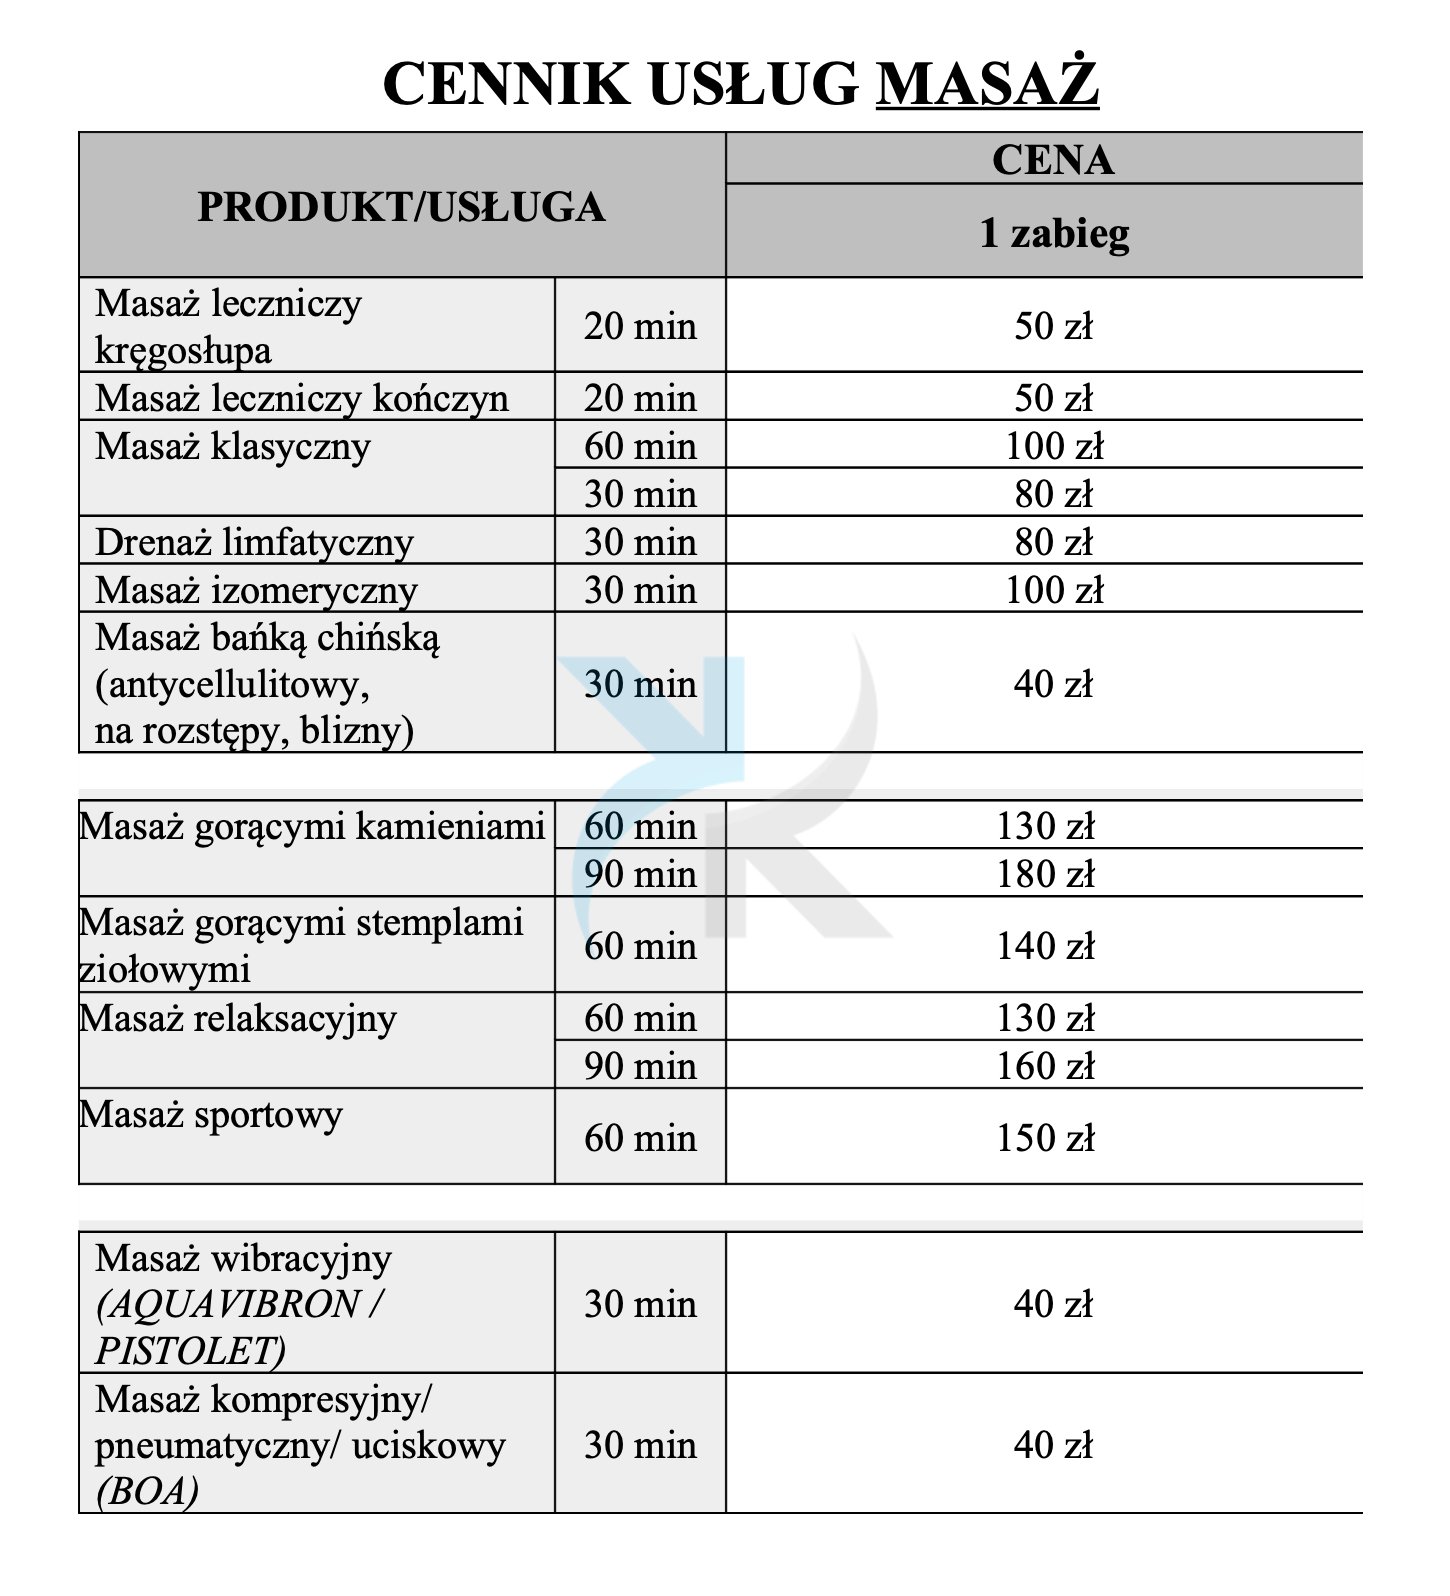 CENNIK USŁUG MASAŻ
PRODUKT/USŁUGA
CENA
1 zabieg
Masaż leczniczy
kręgosłupa
20 min
50 zł
Masaż leczniczy kończyn
20 min
50 zł
Masaż klasyczny
60 min
100 zł
30 min
80 zł
Drenaż limfatyczny
30 min
80 zł
Masaż izomeryczny
30 min
100 zł
Masaż bańką chińską
(antycellulitowy,
na rozstępy, blizny)
30 min
40 zł
Masaż gorącymi kamieniami
60 min
130 zł
90 min
180 zł
Masaż gorącymi stemplami
ziołowymi
60 min
140 zł
Masaż relaksacyjny
60 min
130 zł
90 min
160 zł
Masaż sportowy
60 min
150 zł
Masaż wibracyjny
(AQUAVIBRON /
PISTOLET)
30 min
40 zł
Masaż kompresyjny/
pneumatyczny/ uciskowy
(BOA)
30 min
40 zł